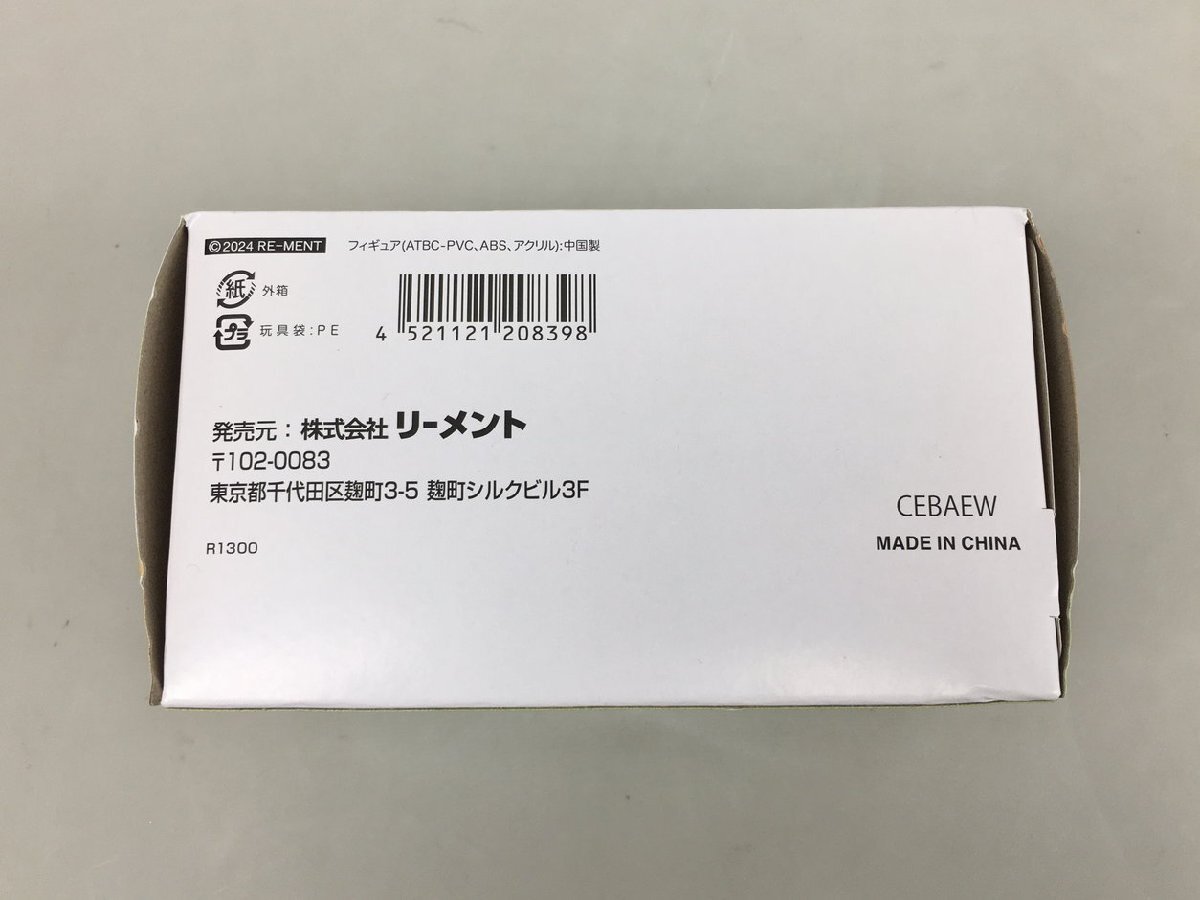 ©2024 RE-MENT
フィギュア(ATBC-PVC、ABS、アクリル):中国製
紙 外箱
プラ 玩具袋:PE
4 521121 208398
発売元:株式会社リーメント
〒102-0083
東京都千代田区麹町3-5 麹町シルクビル3F
R1300
CEBAEW
MADE IN CHINA